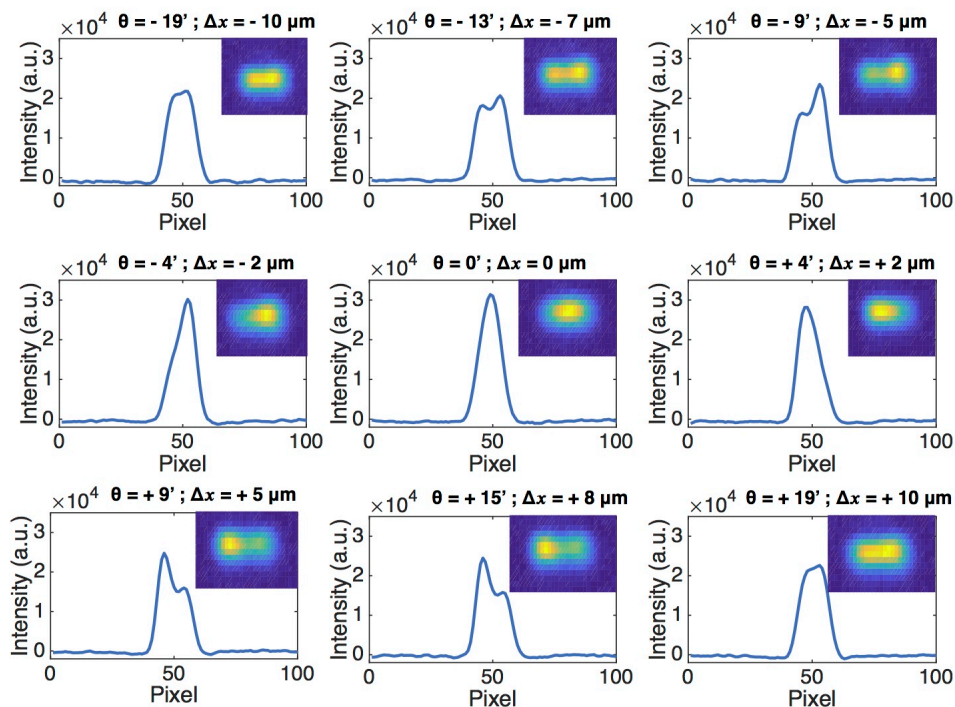 ×10⁴ θ = - 19’ ; Δx = - 10 µm
Intensity (a.u.)
3
2
1
0
0 50 100
Pixel
×10⁴ θ = - 13’ ; Δx = - 7 µm
Intensity (a.u.)
3
2
1
0
0 50 100
Pixel
×10⁴ θ = - 9’ ; Δx = - 5 µm
Intensity (a.u.)
3
2
1
0
0 50 100
Pixel
×10⁴ θ = - 4’ ; Δx = - 2 µm
Intensity (a.u.)
3
2
1
0
0 50 100
Pixel
×10⁴ θ = 0’ ; Δx = 0 µm
Intensity (a.u.)
3
2
1
0
0 50 100
Pixel
×10⁴ θ = + 4’ ; Δx = + 2 µm
Intensity (a.u.)
3
2
1
0
0 50 100
Pixel
×10⁴ θ = + 9’ ; Δx = + 5 µm
Intensity (a.u.)
3
2
1
0
0 50 100
Pixel
×10⁴ θ = + 15’ ; Δx = + 8 µm
Intensity (a.u.)
3
2
1
0
0 50 100
Pixel
×10⁴ θ = + 19’ ; Δx = + 10 µm
Intensity (a.u.)
3
2
1
0
0 50 100
Pixel